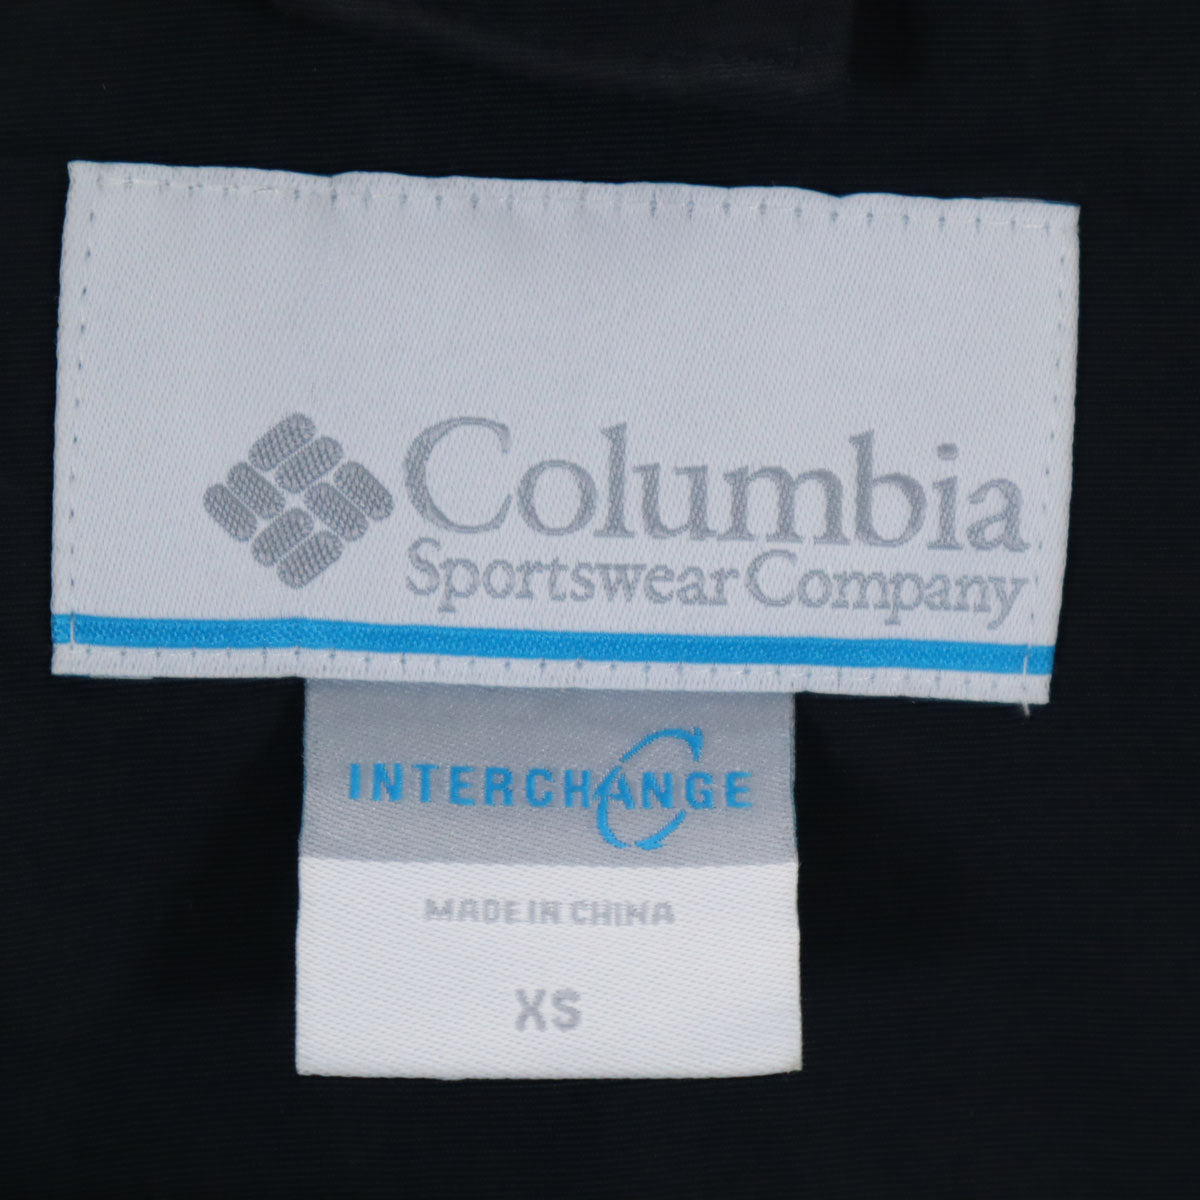 Columbia
Sportswear Company
INTERCHANGE
MADE IN CHINA
XS